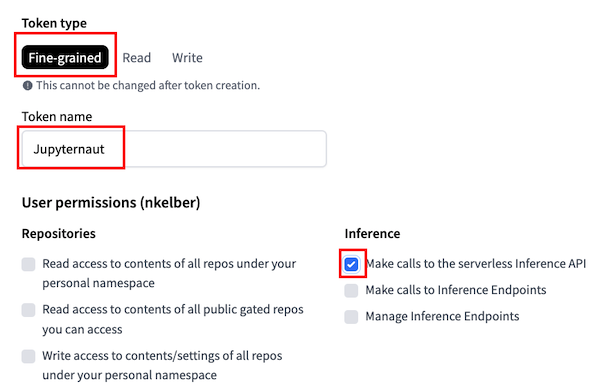 Token type
Fine-grained Read Write
This cannot be changed after token creation.
Token name
Jupyternaut
User permissions (nkelber)
Repositories
Read access to contents of all repos under your
personal namespace
Read access to contents of all public gated repos
you can access
Write access to contents/settings of all repos
under your personal namespace
Inference
Make calls to the serverless Inference API
Make calls to Inference Endpoints
Manage Inference Endpoints